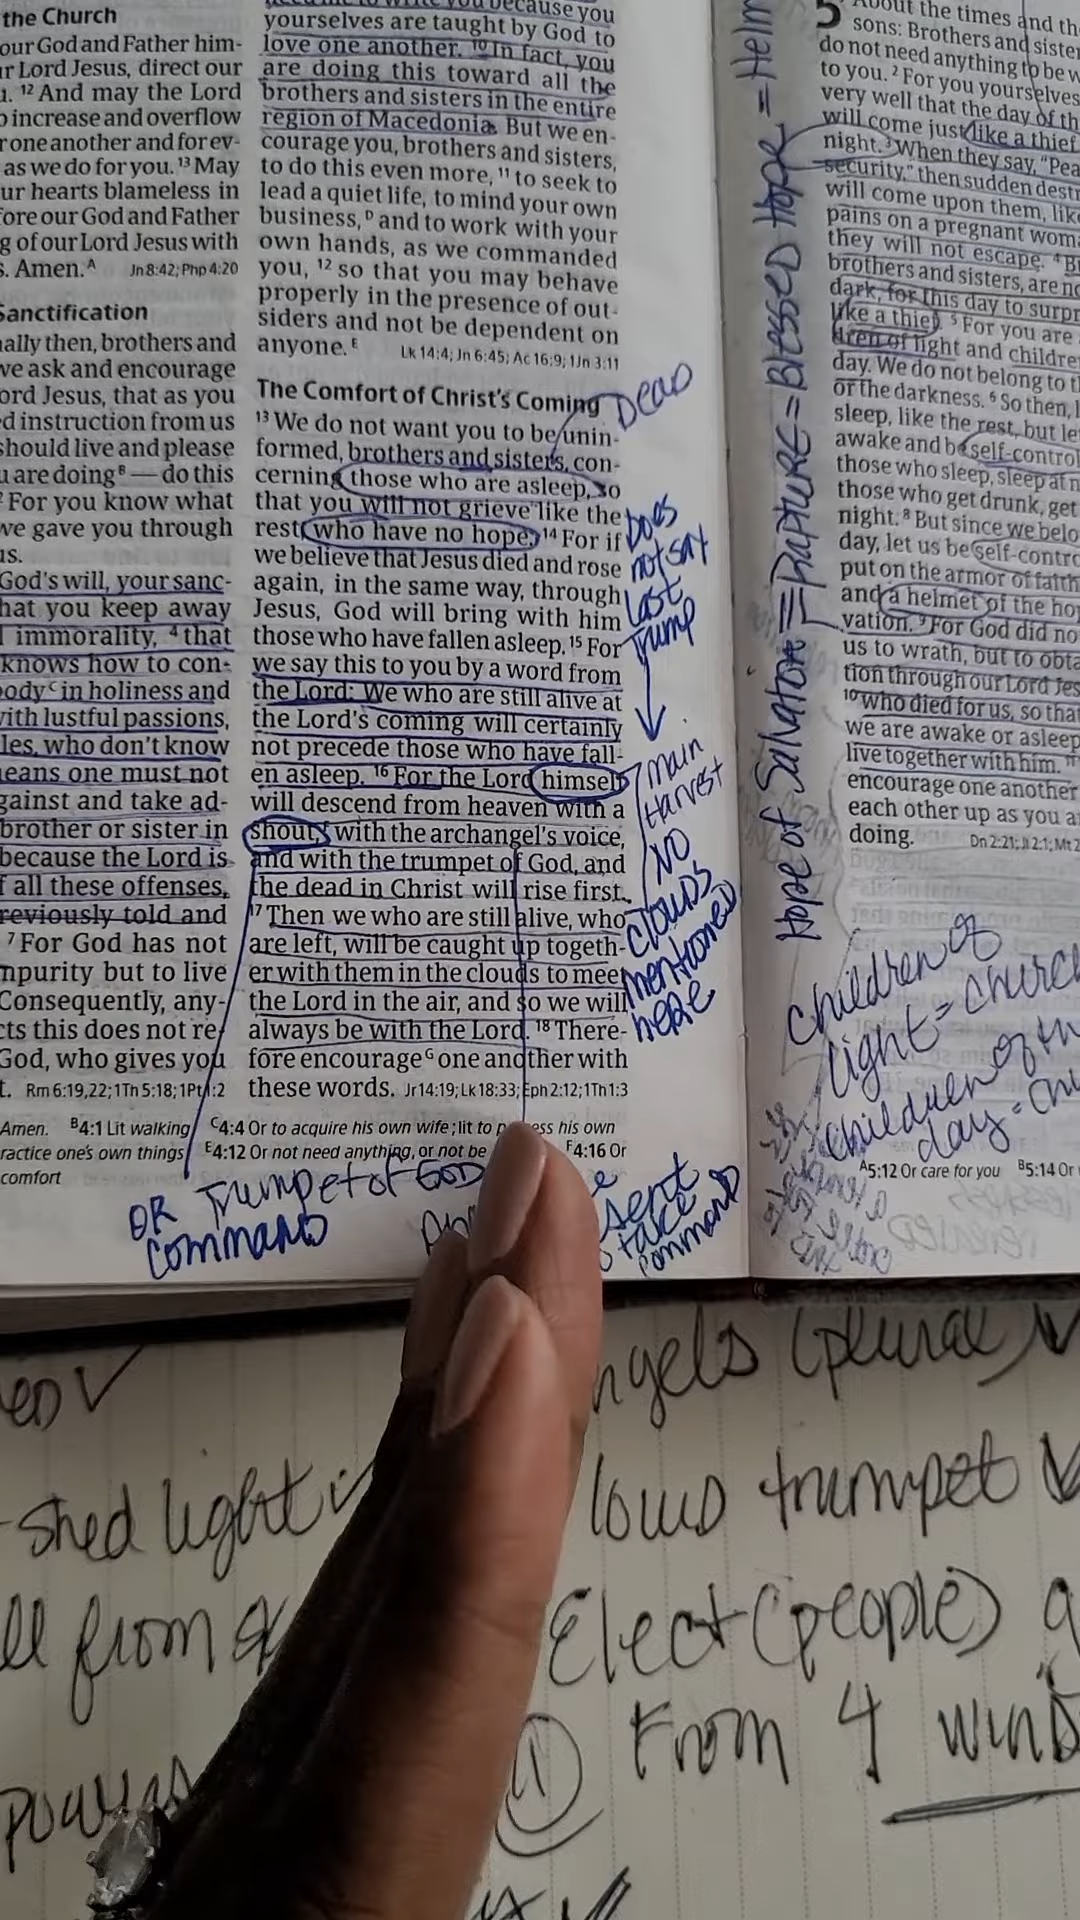 the Church
our God and Father him-
r Lord Jesus, direct our
. 12 And may the Lord
increase and overflow
r one another and for ev-
as we do for you. 13 May
ur hearts blameless in
fore our God and Father
g of our Lord Jesus with
s. Amen.A Jn 8:42; Php 4:20
Sanctification
nally then, brothers and
we ask and encourage
ord Jesus, that as you
d instruction from us
should live and please
u are doingB — do this
For you know what
we gave you through
us.
God's will, your sanc-
hat you keep away
l immorality, 4 that
knows how to con-
bodyC in holiness and
with lustful passions,
les, who don't know
means one must not
gainst and take ad-
brother or sister in
because the Lord is
f all these offenses,
reviously told and
7 For God has not
mpurity but to live
Consequently, any-
cts this does not re-
God, who gives you
t. Rm 6:19,22; 1Th 5:18; 1Pt 1:2
because you
yourselves are taught by God to
love one another. 10 In fact, you
are doing this toward all the
brothers and sisters in the entire
region of Macedonia. But we en-
courage you, brothers and sisters,
to do this even more, 11 to seek to
lead a quiet life, to mind your own
business,D and to work with your
own hands, as we commanded
you, 12 so that you may behave
properly in the presence of out-
siders and not be dependent on
anyone.E Lk 14:4; Jn 6:45; Ac 16:9; 1Jn 3:11
The Comfort of Christ's Coming
13 We do not want you to be unin-
formed, brothers and sisters, con-
cerning those who are asleep, so
that you will not grieve like the
rest, who have no hope. 14 For if
we believe that Jesus died and rose
again, in the same way, through
Jesus, God will bring with him
those who have fallen asleep. 15 For
we say this to you by a word from
the Lord: We who are still alive at
the Lord's coming will certainly
not precede those who have fall-
en asleep. 16 For the Lord himself
will descend from heaven with a
shout, with the archangel's voice,
and with the trumpet of God, and
the dead in Christ will rise first.
17 Then we who are still alive, who
are left, will be caught up togeth-
er with them in the clouds to meet
the Lord in the air, and so we will
always be with the Lord. 18 There-
fore encourageG one another with
these words. Jr 14:19; Lk 18:33; Eph 2:12; 1Th 1:3
Dead
Does
not say
Last
Trump
main
Harvest
NO
clouds
mentioned
here
Amen. B4:1 Lit walking C4:4 Or to acquire his own wife; lit to his own
ractice one's own things E4:12 Or not need anything, or not be F4:16 Or
comfort
OR Trumpet of GOD
command
sent
take
command
Hope of Salvation = Rapture = Blessed Hope = Helm
5 About the times and the
sons: Brothers and sister
do not need anything to be w
to you. 2 For you yourselves
very well that the day of th
will come just like a thief
night. 3 When they say, "Pea
security," then sudden destr
will come upon them, like
pains on a pregnant wom
they will not escape. 4 B
brothers and sisters, are no
dark, for this day to surpr
like a thief. 5 For you are
dren of light and childre
day. We do not belong to t
or the darkness. 6 So then, l
sleep, like the rest, but let
awake and be self-control
those who sleep, sleep at n
those who get drunk, get
night. 8 But since we belo
day, let us be self-contro
put on the armor of faith
and a helmet of the ho
vation. 9 For God did no
us to wrath, but to obta
tion through our Lord Jes
10 who died for us, so that
we are awake or asleep
live together with him. 11
encourage one another
each other up as you a
doing. Dn 2:21; Jl 2:1; Mt 2
children of
light = church
children of th
day = chi
A5:12 Or care for you B5:14 Or
ngels (plural)
shed light
loud trumpet
ll from
Elect (people) g
1 From 4 wind
powers